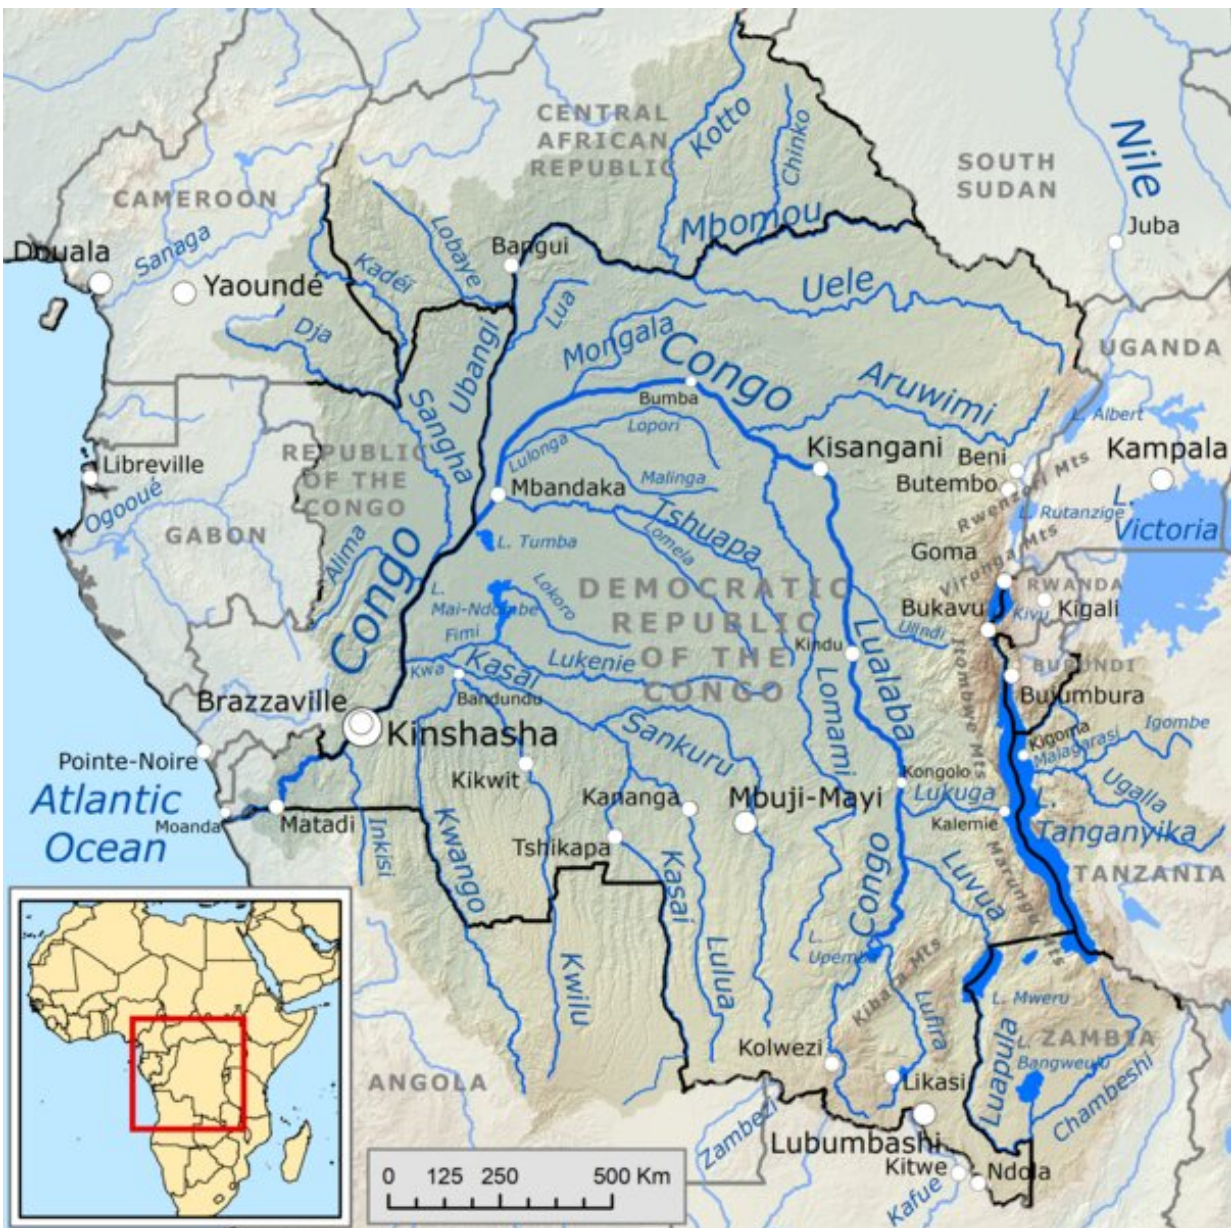 CENTRAL
AFRICAN
REPUBLIC
Kotto
Chinko
SOUTH
SUDAN
Nile
Juba
CAMEROON
Sanaga
Douala
Yaoundé
Lobaye
Kadéï
Bangui
Mbomou
Uele
Lua
Dja
Ubangi
Mongala
Congo
Bumba
Aruwimi
UGANDA
L. Albert
Sangha
Lulonga
Lopori
Kisangani
Beni
Butembo
Kampala
Libreville
Ogooué
GABON
REPUBLIC
OF THE
CONGO
Mbandaka
Malinga
Tshuapa
Lomela
Rwenzori Mts
L. Rutanzige
L.
Victoria
Alima
Congo
L. Tumba
Goma
Virunga Mts
RWANDA
Kivu
Kigali
Bukavu
L.
Mai-Ndombe
Lokoro
DEMOCRATIC
REPUBLIC
OF THE
CONGO
Fimi
Kwa
Kasai
Lukenie
Bandundu
Kindu
Ulindi
Lualaba
Lomami
Itombwe Mts
BURUNDI
Bujumbura
Brazzaville
Kinshasha
Pointe-Noire
Kikwit
Sankuru
Kigoma
Malagarasi
Igombe
Ugalla
Atlantic
Ocean
Moanda
Matadi
Inkisi
Kwango
Kananga
Mbuji-Mayi
Kongolo
Lukuga
Kalemie
L.
Tanganyika
TANZANIA
Tshikapa
Kasai
Congo
Luvua
Marungu Mts
Kwilu
Lulua
L.
Upemba
Kibara Mts
Lufira
L. Mweru
ZAMBIA
L.
Bangweulu
Luapula
Chambeshi
ANGOLA
Kolwezi
Likasi
Zambezi
Lubumbashi
Kitwe
Ndola
Kafue
0 125 250 500 Km